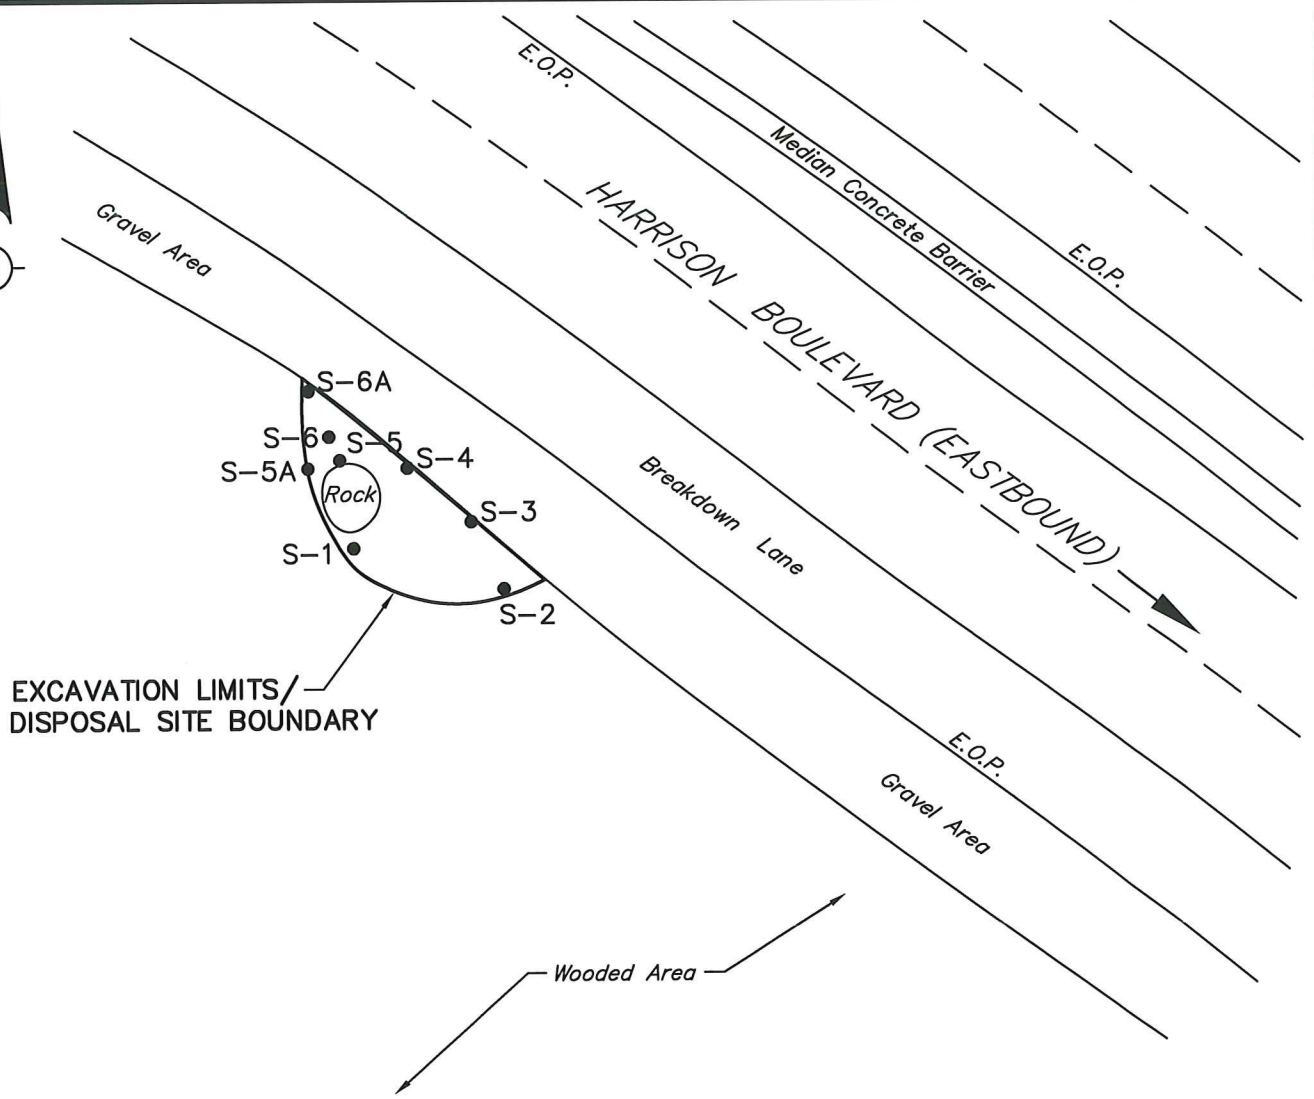 E.O.P.
Median Concrete Barrier
HARRISON BOULEVARD (EASTBOUND)
E.O.P.
Gravel Area
S-6A
S-6
S-5
S-4
S-5A
Rock
S-3
S-1
S-2
Breakdown Lane
EXCAVATION LIMITS/
DISPOSAL SITE BOUNDARY
E.O.P.
Gravel Area
Wooded Area